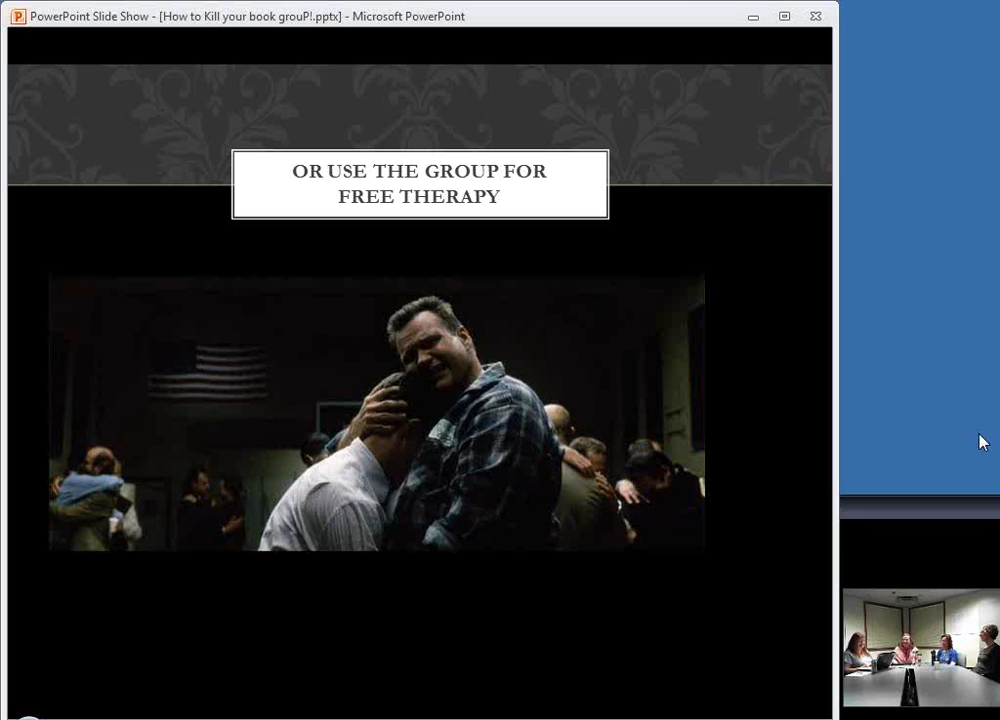 PowerPoint Slide Show - [How to Kill your book grouP!.pptx] - Microsoft PowerPoint
OR USE THE GROUP FOR
FREE THERAPY